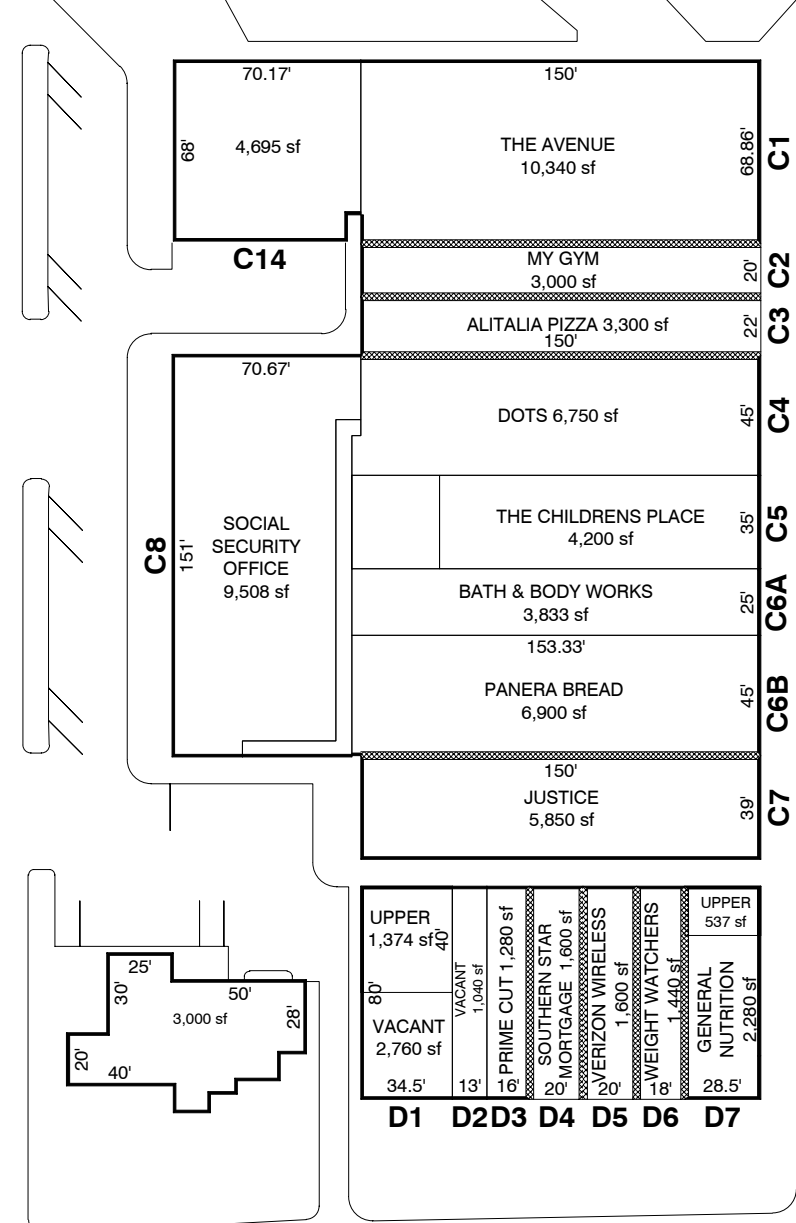 70.17'
150'
68'
4,695 sf
THE AVENUE
10,340 sf
68.86'
C1
C14
MY GYM
3,000 sf
20'
C2
ALITALIA PIZZA 3,300 sf
150'
22'
C3
70.67'
DOTS 6,750 sf
45'
C4
C8
151'
SOCIAL
SECURITY
OFFICE
9,508 sf
THE CHILDRENS PLACE
4,200 sf
35'
C5
BATH & BODY WORKS
3,833 sf
25'
C6A
153.33'
PANERA BREAD
6,900 sf
45'
C6B
150'
JUSTICE
5,850 sf
39'
C7
UPPER
1,374 sf
40'
80'
VACANT
2,760 sf
34.5'
D1
VACANT
1,040 sf
13'
D2
PRIME CUT 1,280 sf
16'
D3
SOUTHERN STAR
MORTGAGE 1,600 sf
20'
D4
VERIZON WIRELESS
1,600 sf
20'
D5
WEIGHT WATCHERS
1,440 sf
18'
D6
UPPER
537 sf
GENERAL
NUTRITION
2,280 sf
28.5'
D7
25'
30'
50'
3,000 sf
28'
20'
40'